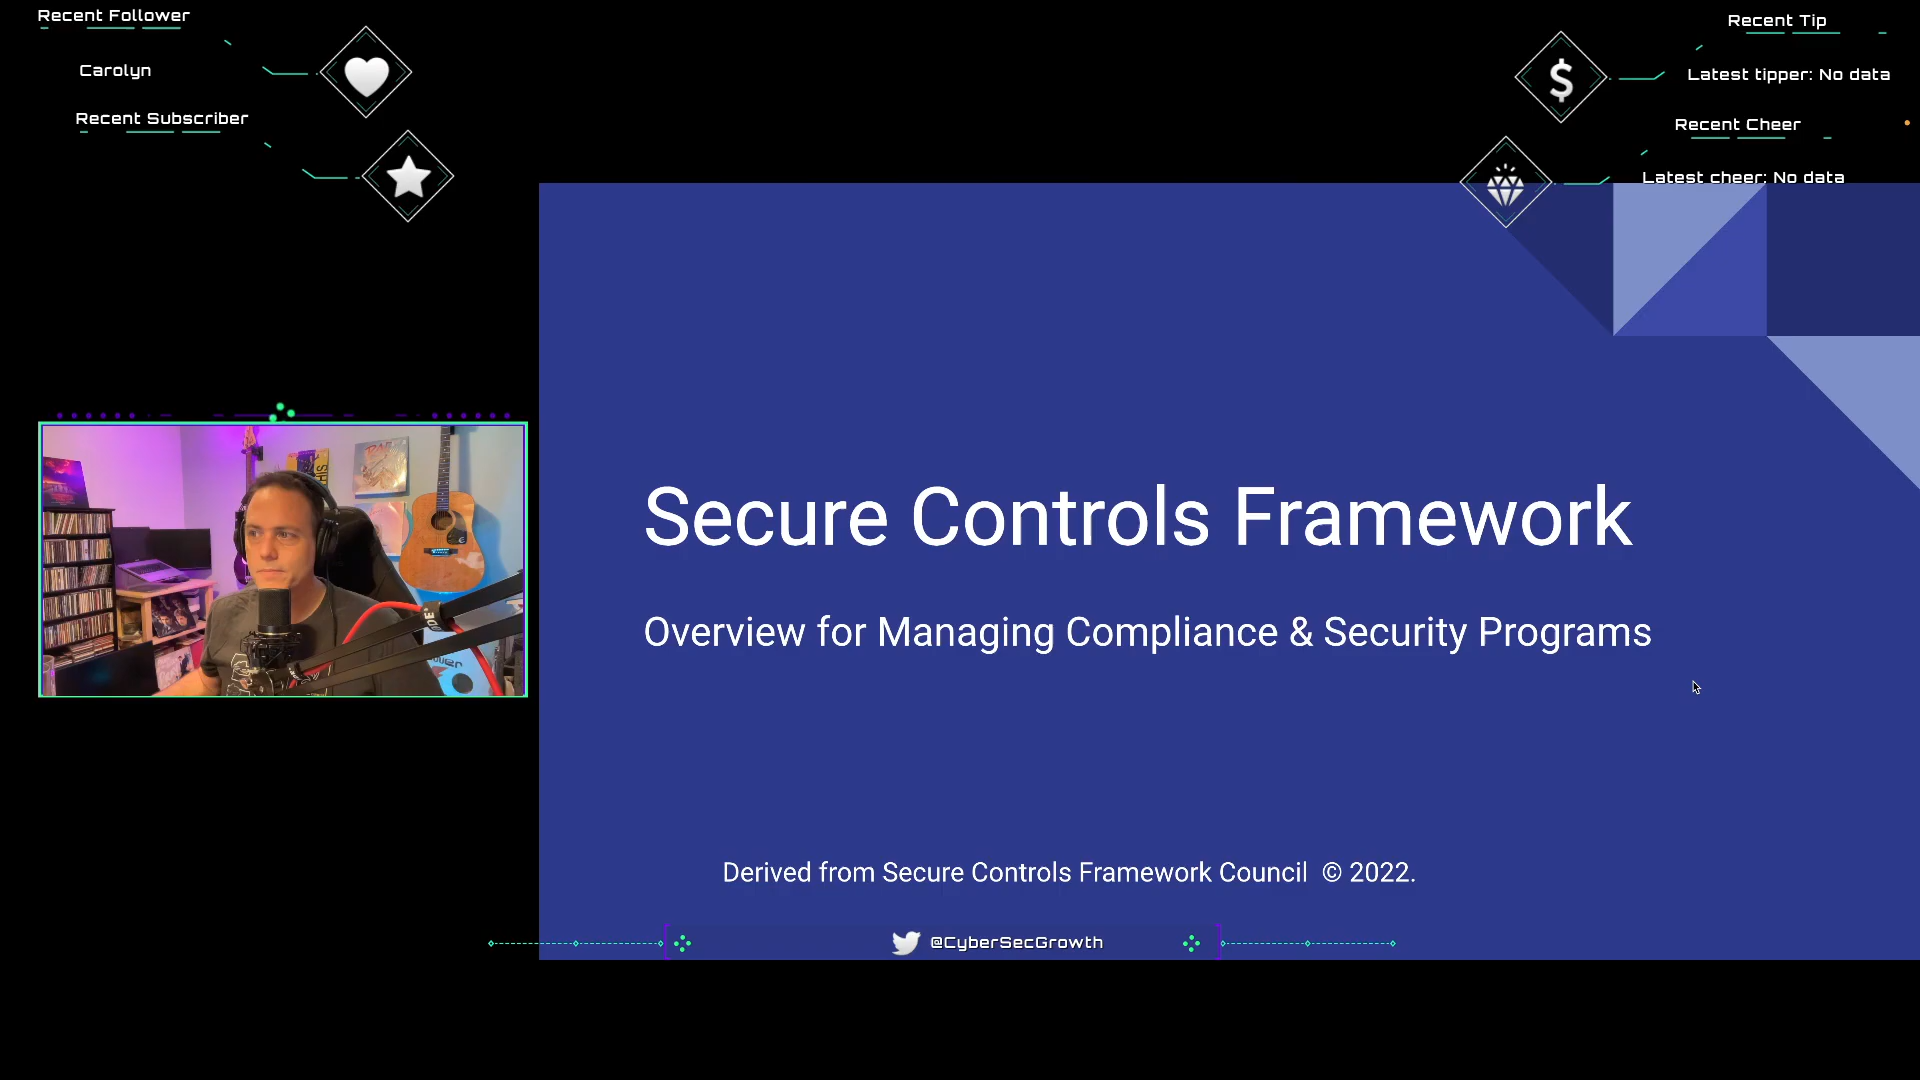 Recent Follower
Carolyn
Recent Subscriber
Recent Tip
Latest tipper: No data
Recent Cheer
Latest cheer: No data
Secure Controls Framework
Overview for Managing Compliance & Security Programs
Derived from Secure Controls Framework Council © 2022.
@CyberSecGrowth